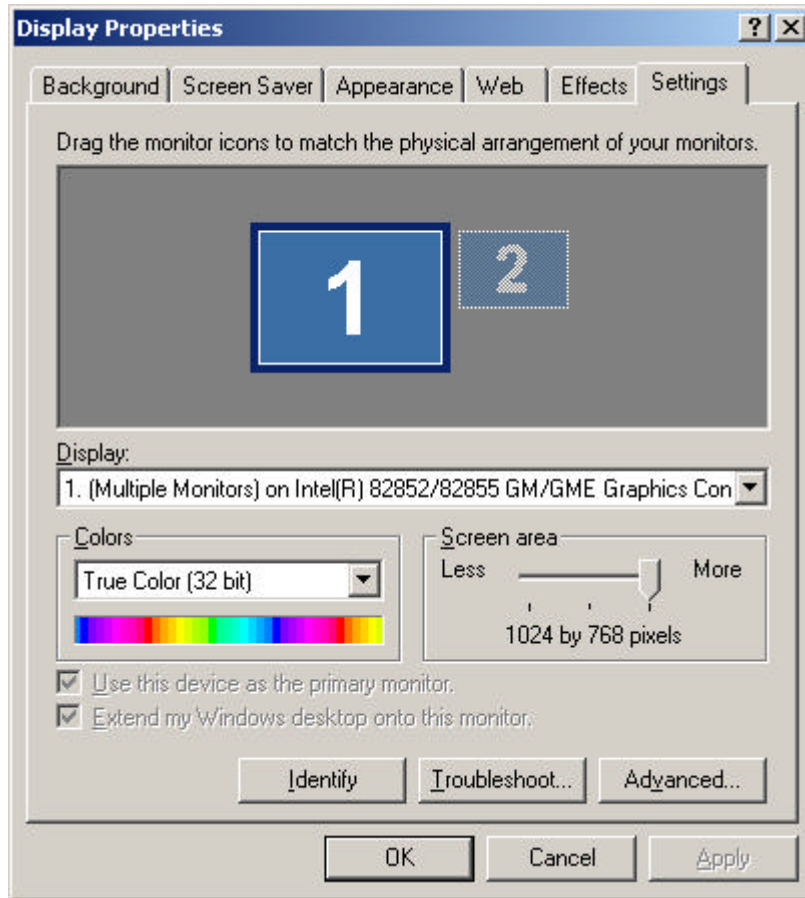 Display Properties
Background Screen Saver Appearance Web Effects Settings
Drag the monitor icons to match the physical arrangement of your monitors.
1 2
Display:
1. (Multiple Monitors) on Intel(R) 82852/82855 GM/GME Graphics Con
Colors
True Color (32 bit)
Screen area
Less More
1024 by 768 pixels
Use this device as the primary monitor.
Extend my Windows desktop onto this monitor.
Identify Troubleshoot... Advanced...
OK Cancel Apply